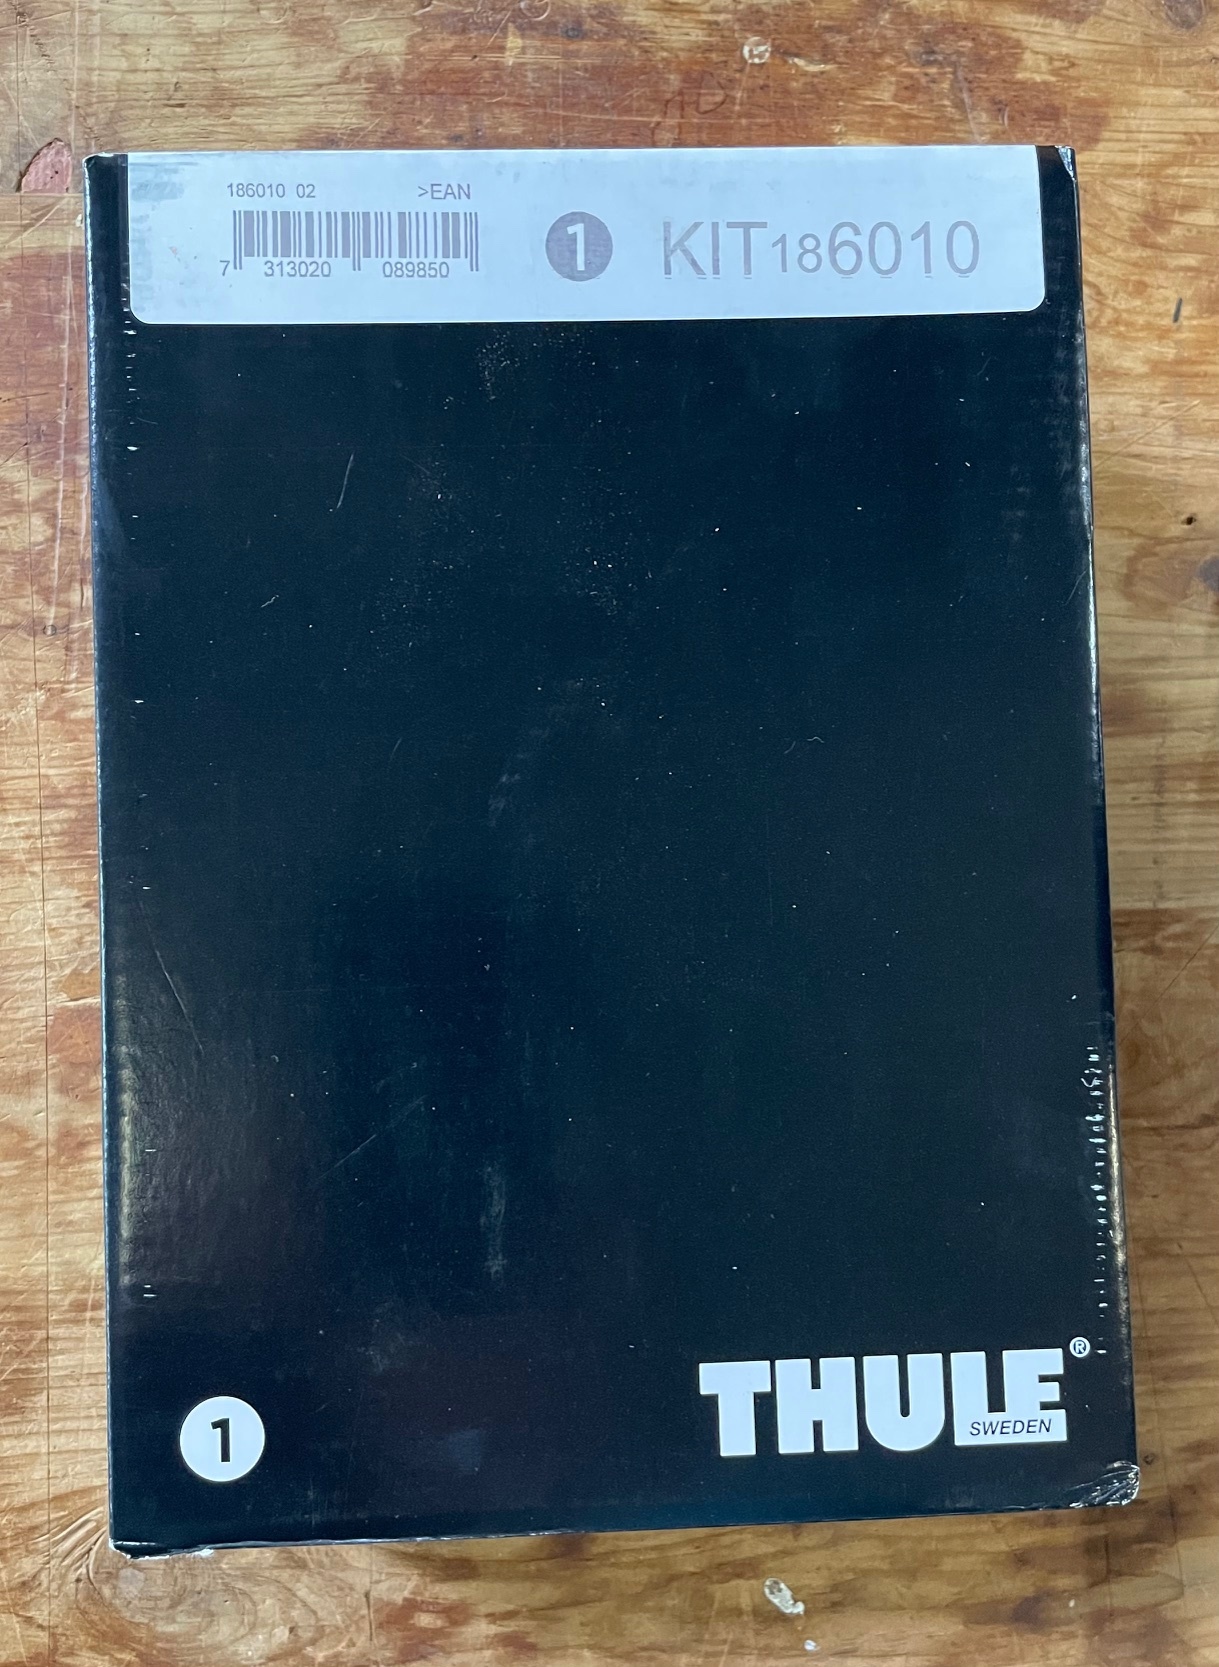 186010 02 >EAN
7 313020 089850
1 KIT186010
1
THULE®
SWEDEN